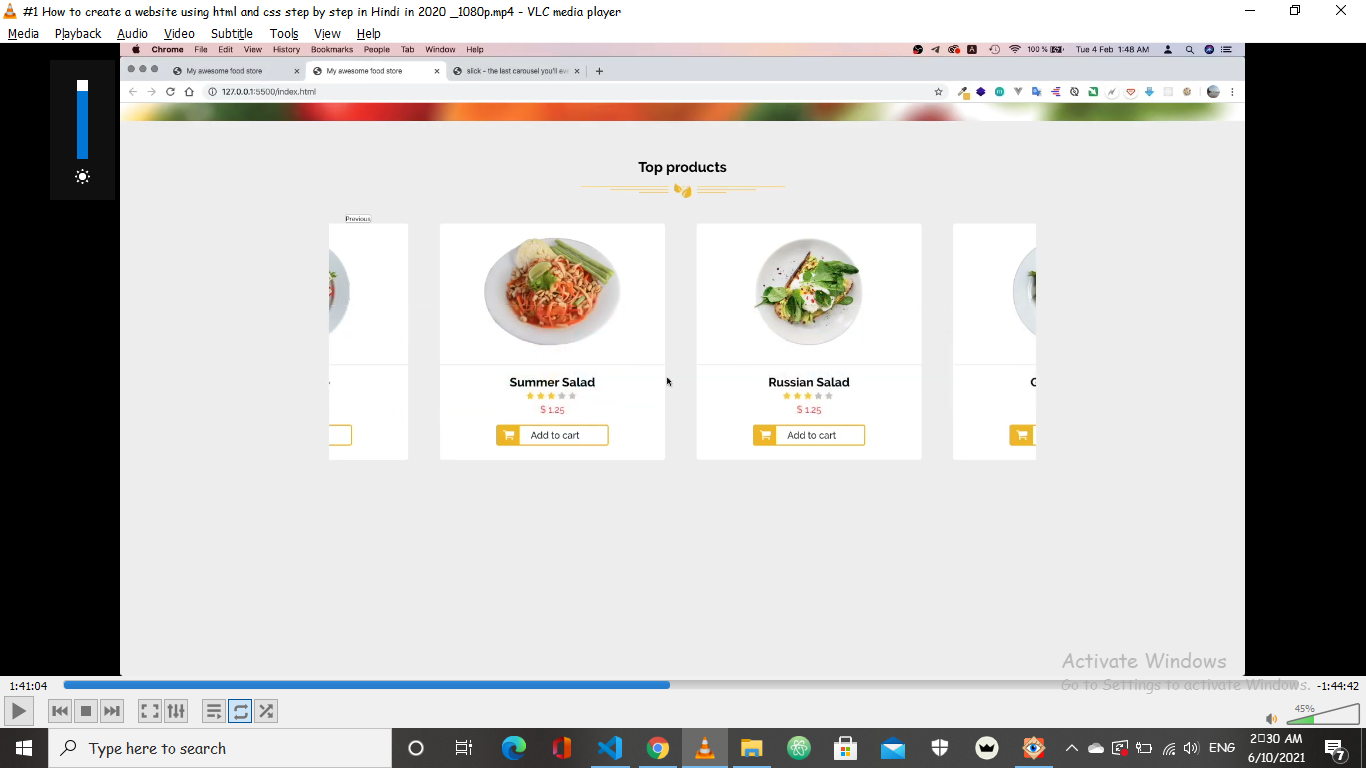 #1 How to create a website using html and css step by step in Hindi in 2020 _1080p.mp4 - VLC media player
Media Playback Audio Video Subtitle Tools View Help
Chrome File Edit View History Bookmarks People Tab Window Help 100 % Tue 4 Feb 1:48 AM
My awesome food store My awesome food store slick - the last carousel you'll eve
127.0.0.1:5500/index.html
Top products
Previous
Summer Salad Russian Salad G
$ 1.25 $ 1.25
Add to cart Add to cart
Activate Windows
Go to Settings to activate Windows.
1:41:04 -1:44:42
45%
Type here to search ENG 2:30 AM
6/10/2021 7